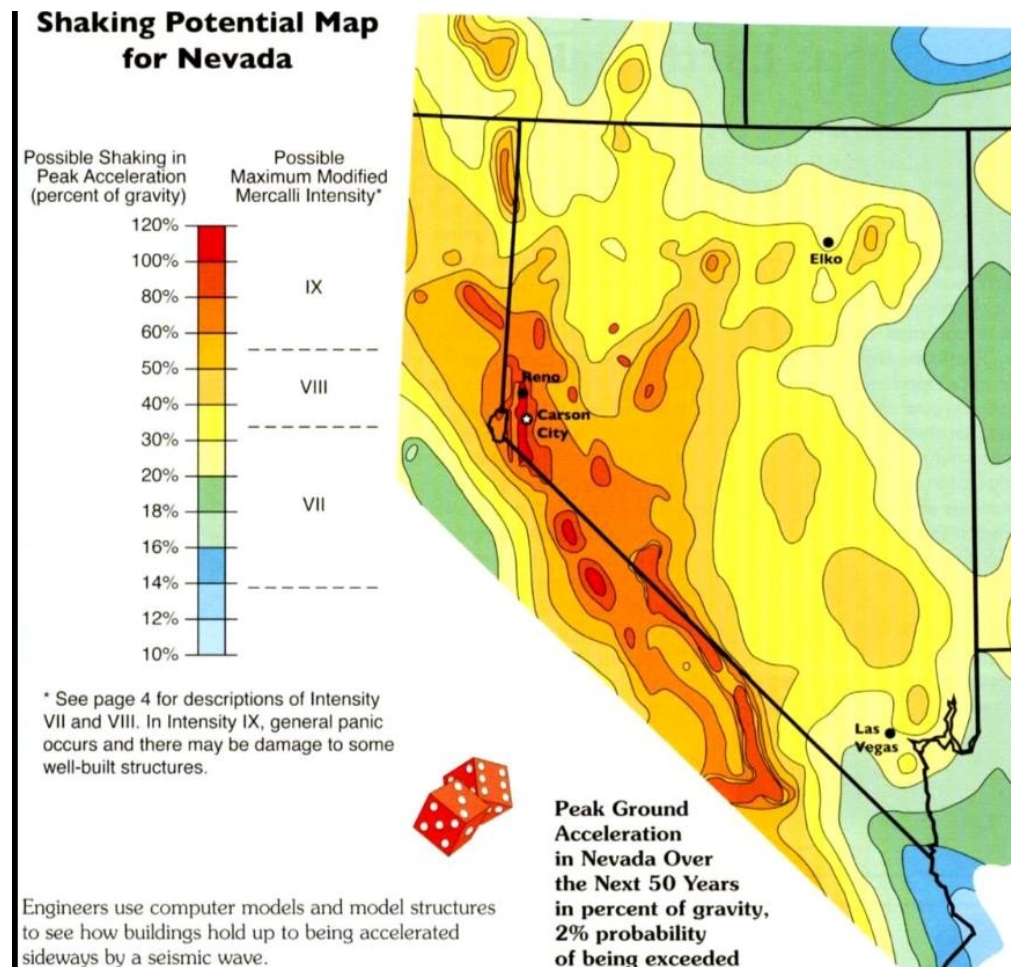 Shaking Potential Map
for Nevada
Possible Shaking in
Peak Acceleration
(percent of gravity)
Possible
Maximum Modified
Mercalli Intensity*
120%
100%
80%
60%
50%
40%
30%
20%
18%
16%
14%
12%
10%
IX
VIII
VII
* See page 4 for descriptions of Intensity
VII and VIII. In Intensity IX, general panic
occurs and there may be damage to some
well-built structures.
Elko
Reno
Carson
City
Las
Vegas
Peak Ground
Acceleration
in Nevada Over
the Next 50 Years
in percent of gravity,
2% probability
of being exceeded
Engineers use computer models and model structures
to see how buildings hold up to being accelerated
sideways by a seismic wave.